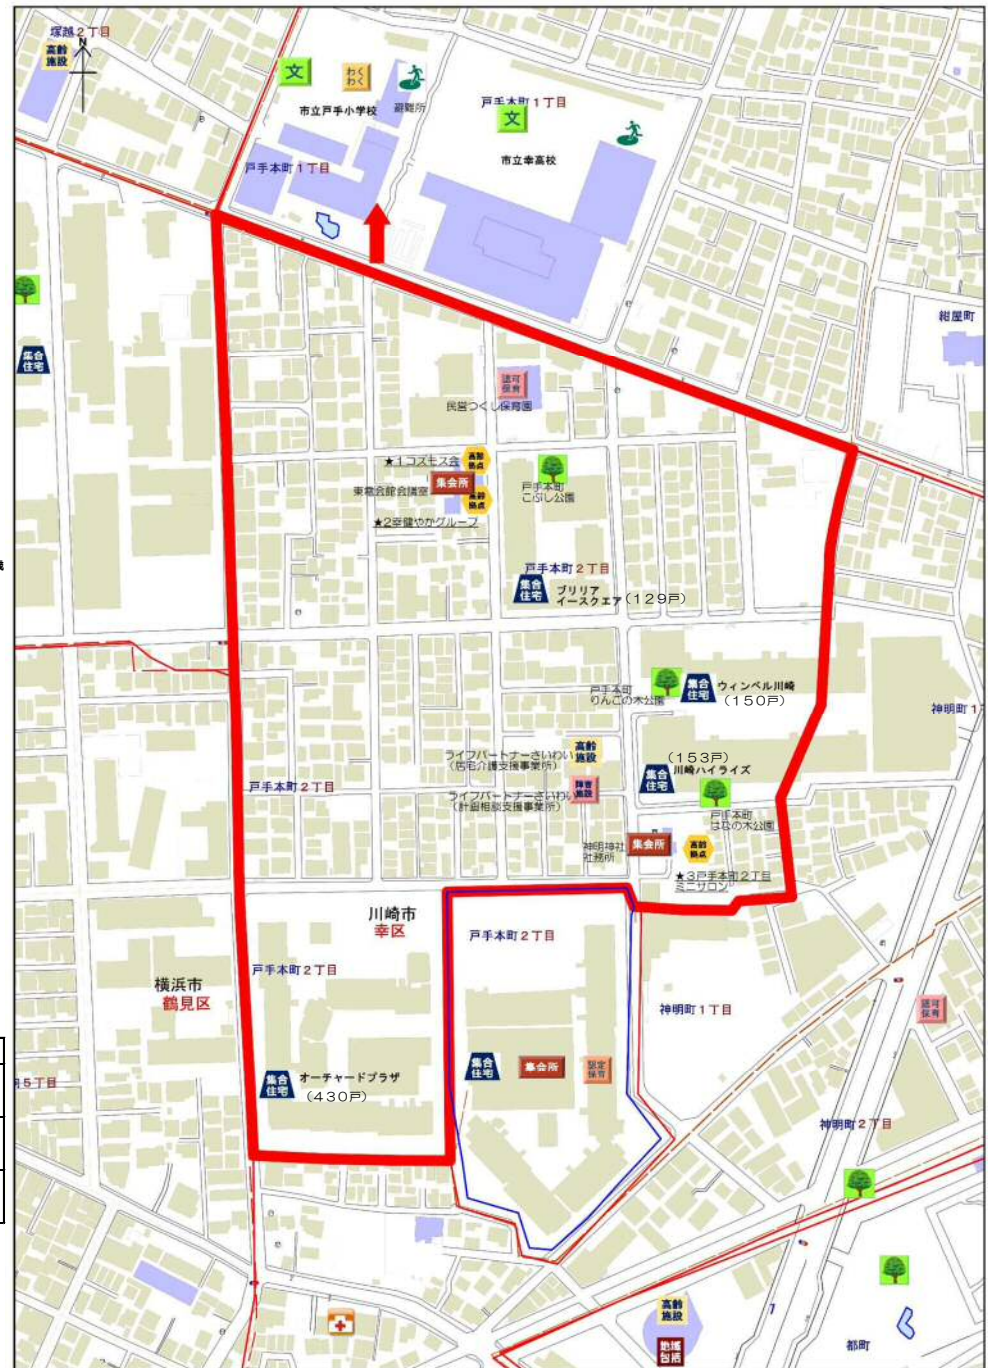 塚越2丁目
高齢
施設
N
文
わく
わく
市立戸手小学校
避難所
戸手本町1丁目
文
市立幸高校
戸手本町1丁目
紺屋町
集合
住宅
認可
保育
民営つくし保育園
★1コスモス会
高齢
拠点
東電会館会議室
集会所
高齢
拠点
★2幸健やかグループ
戸手本町
こぶし公園
戸手本町2丁目
集合
住宅
ブリリア
イースクエア(129戸)
戸手本町
りんごの木公園
集合
住宅
ウィンベル川崎
(150戸)
神明町1
ライフパートナーさいわい
(居宅介護支援事業所)
高齢
施設
(153戸)
集合
住宅
川崎ハイライズ
戸手本町2丁目
ライフパートナーさいわい
(計画相談支援事業所)
障害
施設
戸手本町
はなの木公園
神明神社
社務所
集会所
高齢
拠点
★3戸手本町2丁目
ミニサロン
川崎市
幸区
戸手本町2丁目
戸手本町2丁目
横浜市
鶴見区
神明町1丁目
認可
保育
集合
住宅
オーチャードプラザ
(430戸)
集合
住宅
集会所
認定
保育
5丁目
神明町2丁目
高齢
施設
地域
包括
都町